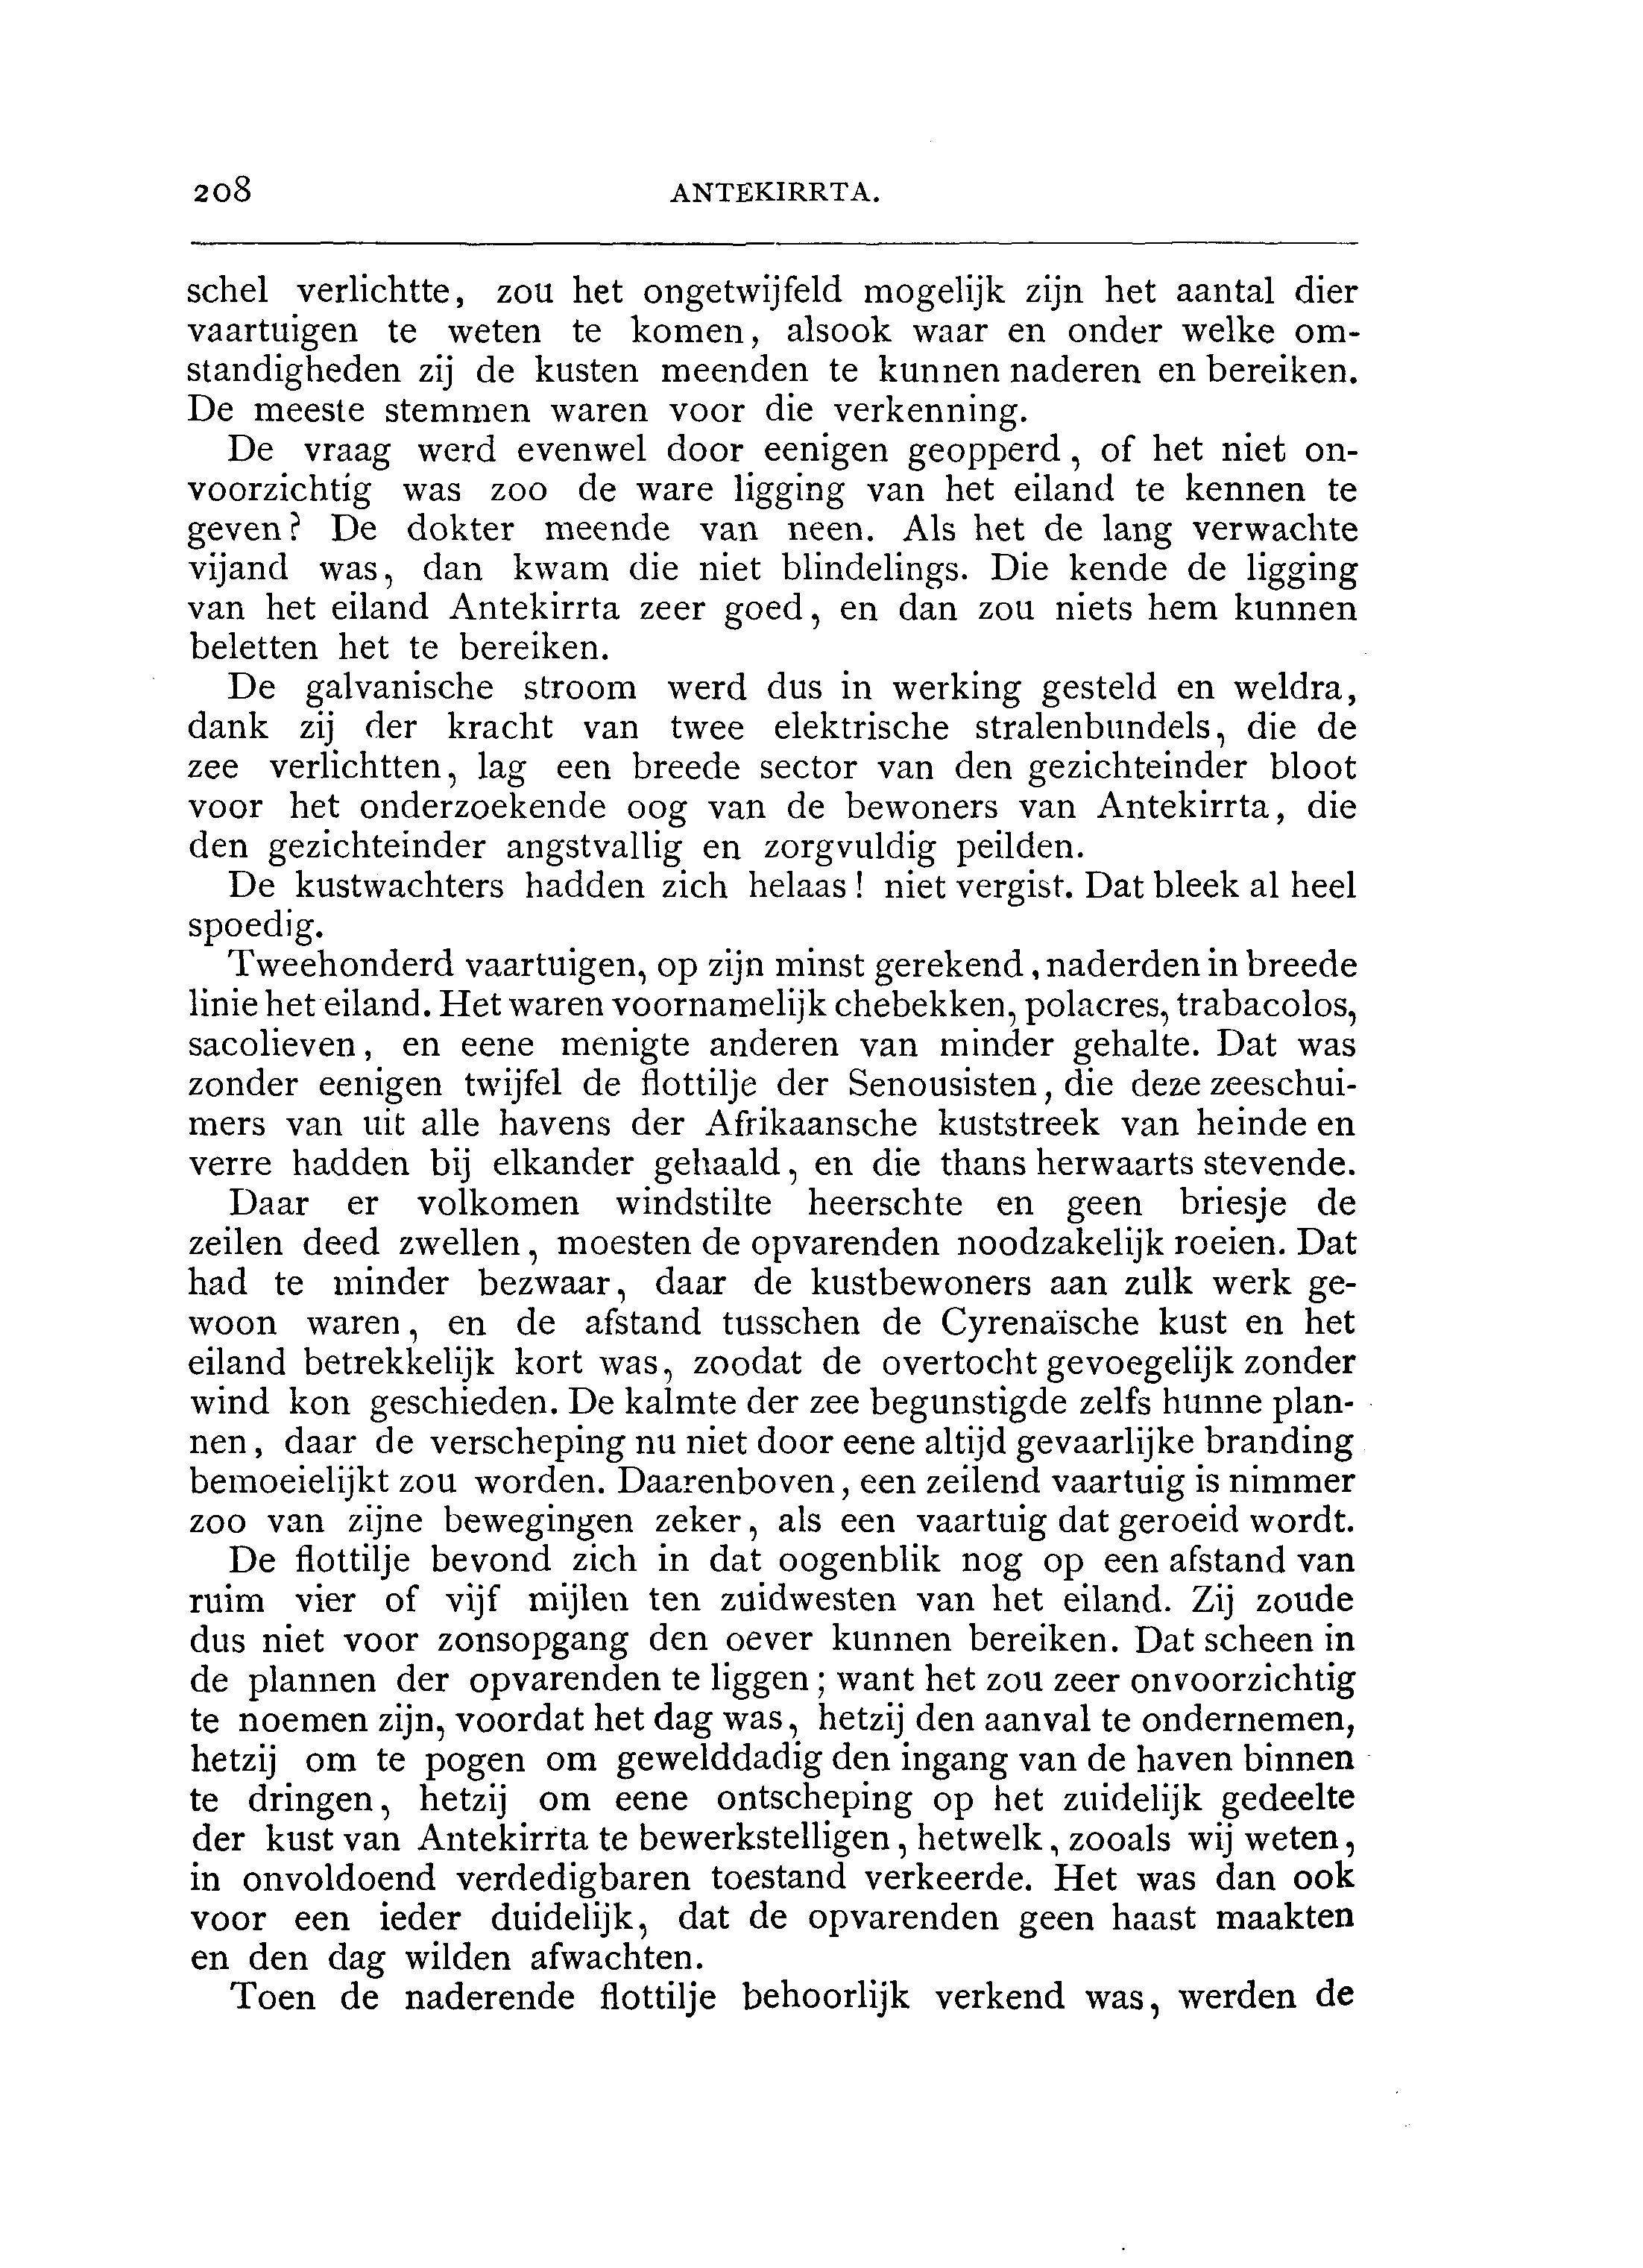 208 ANTEKIRRTA.
schel verlichtte, zou het ongetwijfeld mogelijk zijn het aantal dier
vaartuigen te weten te komen, alsook waar en onder welke om-
standigheden zij de kusten meenden te kunnen naderen en bereiken.
De meeste stemmen waren voor die verkenning.
De vraag werd evenwel door eenigen geopperd, of het niet on-
voorzichtig was zoo de ware ligging van het eiland te kennen te
geven? De dokter meende van neen. Als het de lang verwachte
vijand was, dan kwam die niet blindelings. Die kende de ligging
van het eiland Antekirrta zeer goed, en dan zou niets hem kunnen
beletten het te bereiken.
De galvanische stroom werd dus in werking gesteld en weldra,
dank zij der kracht van twee elektrische stralenbundels, die de
zee verlichtten, lag een breede sector van den gezichteinder bloot
voor het onderzoekende oog van de bewoners van Antekirrta, die
den gezichteinder angstvallig en zorgvuldig peilden.
De kustwachters hadden zich helaas! niet vergist. Dat bleek al heel
spoedig.
Tweehonderd vaartuigen, op zijn minst gerekend, naderden in breede
linie het eiland. Het waren voornamelijk chebekken, polacres, trabacolos,
sacolieven, en eene menigte anderen van minder gehalte. Dat was
zonder eenigen twijfel de flottilje der Senousisten, die deze zeeschui-
mers van uit alle havens der Afrikaansche kuststreek van heinde en
verre hadden bij elkander gehaald, en die thans herwaarts stevende.
Daar er volkomen windstilte heerschte en geen briesje de
zeilen deed zwellen, moesten de opvarenden noodzakelijk roeien. Dat
had te minder bezwaar, daar de kustbewoners aan zulk werk ge-
woon waren, en de afstand tusschen de Cyrenaïsche kust en het
eiland betrekkelijk kort was, zoodat de overtocht gevoegelijk zonder
wind kon geschieden. De kalmte der zee begunstigde zelfs hunne plan-
nen, daar de verscheping nu niet door eene altijd gevaarlijke branding
bemoeielijkt zou worden. Daarenboven, een zeilend vaartuig is nimmer
zoo van zijne bewegingen zeker, als een vaartuig dat geroeid wordt.
De flottilje bevond zich in dat oogenblik nog op een afstand van
ruim vier of vijf mijlen ten zuidwesten van het eiland. Zij zoude
dus niet voor zonsopgang den oever kunnen bereiken. Dat scheen in
de plannen der opvarenden te liggen; want het zou zeer onvoorzichtig
te noemen zijn, voordat het dag was, hetzij den aanval te ondernemen,
hetzij om te pogen om gewelddadig den ingang van de haven binnen
te dringen, hetzij om eene ontscheping op het zuidelijk gedeelte
der kust van Antekirrta te bewerkstelligen, hetwelk, zooals wij weten,
in onvoldoend verdedigbaren toestand verkeerde. Het was dan ook
voor een ieder duidelijk, dat de opvarenden geen haast maakten
en den dag wilden afwachten.
Toen de naderende flottilje behoorlijk verkend was, werden de